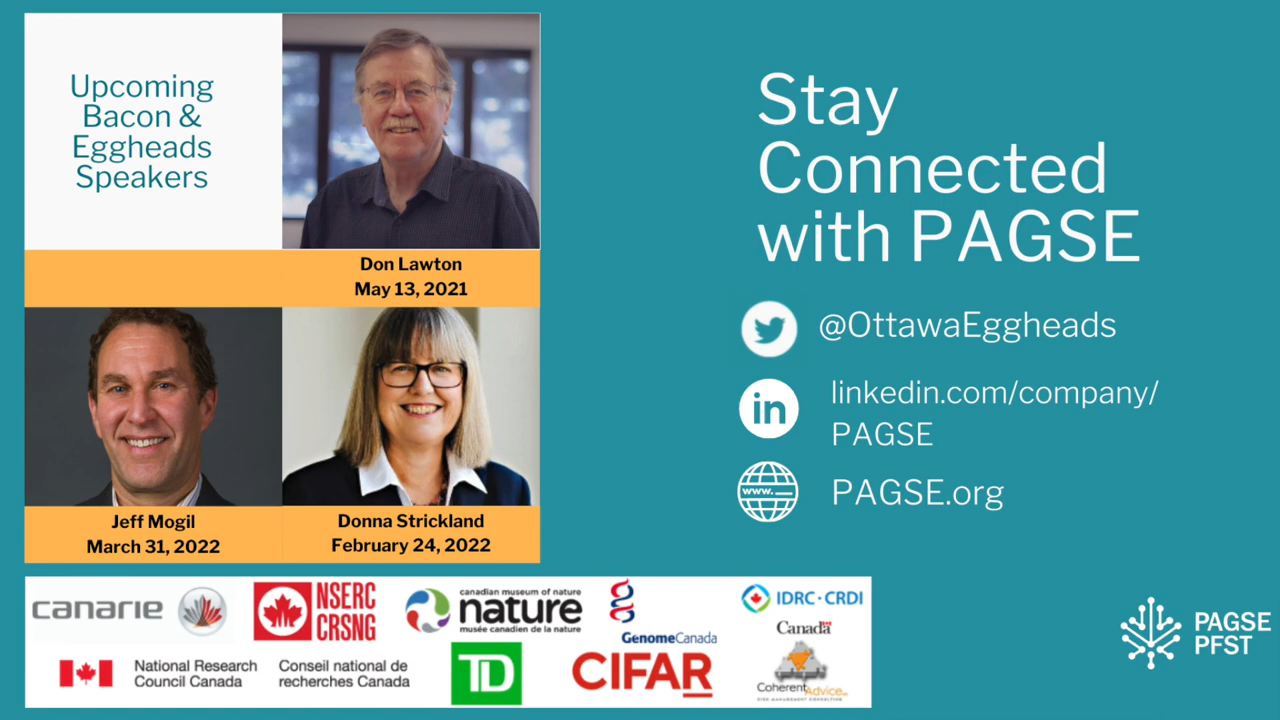 Upcoming
Bacon &
Eggheads
Speakers
Don Lawton
May 13, 2021
Jeff Mogil
March 31, 2022
Donna Strickland
February 24, 2022
Stay
Connected
with PAGSE
@OttawaEggheads
in
linkedin.com/company/
PAGSE
www.
PAGSE.org
canarie
NSERC
CRSNG
canadian museum of nature
nature
musée canadien de la nature
GenomeCanada
IDRC · CRDI
Canada
National Research
Council Canada
Conseil national de
recherches Canada
TD
CIFAR
CoherentAdvice
PAGSE
PFST